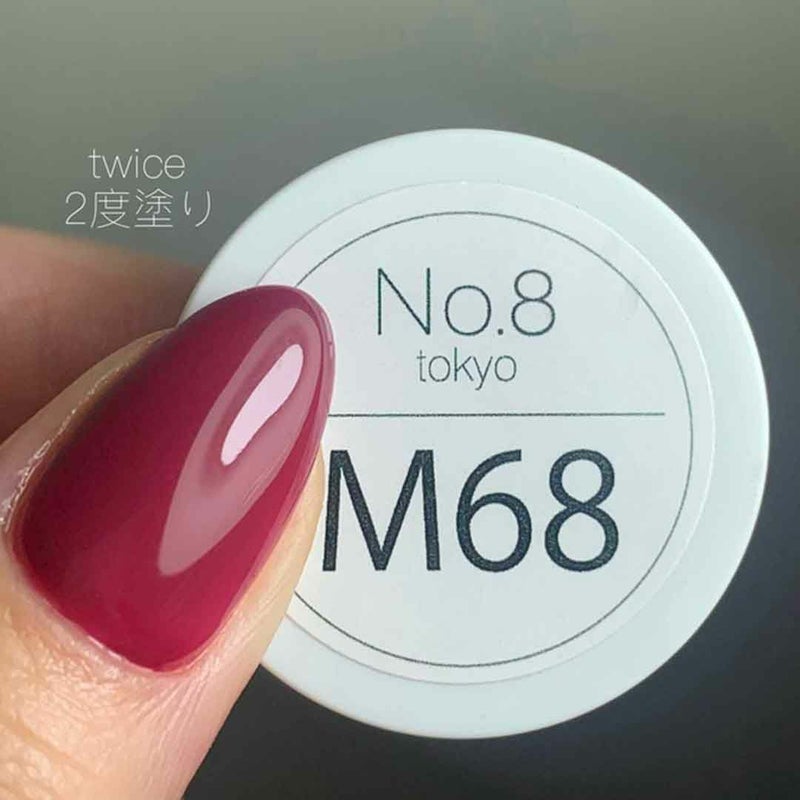 twice
2度塗り
No.8
tokyo
M68